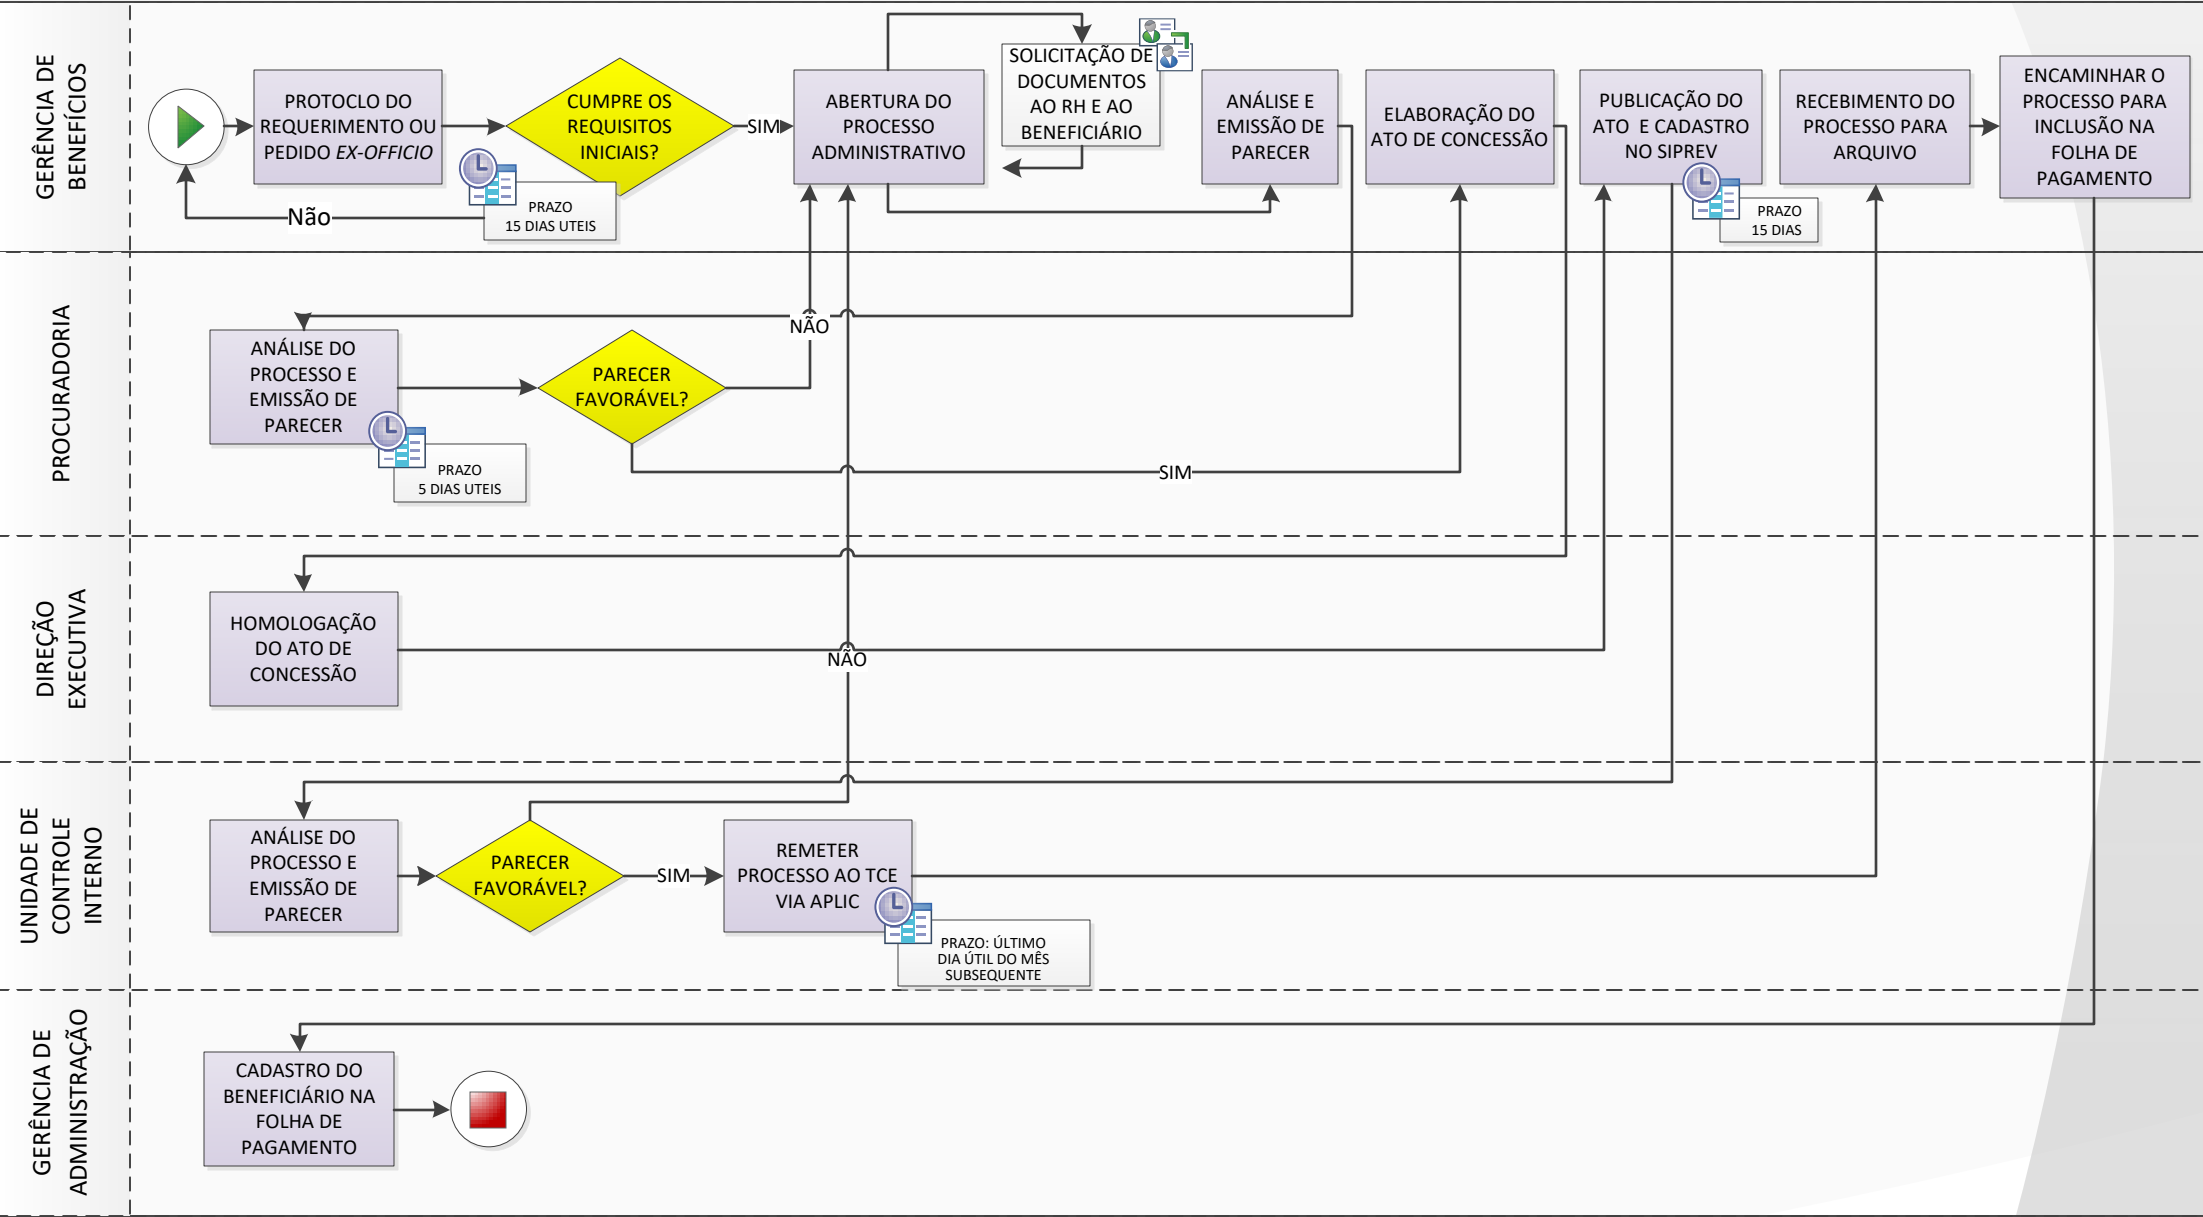 GERÊNCIA DE
BENEFÍCIOS
PROTOCLO DO
REQUERIMENTO OU
PEDIDO EX-OFFICIO
PRAZO
15 DIAS UTEIS
Não
CUMPRE OS
REQUISITOS
INICIAIS?
SIM
ABERTURA DO
PROCESSO
ADMINISTRATIVO
SOLICITAÇÃO DE
DOCUMENTOS
AO RH E AO
BENEFICIÁRIO
ANÁLISE E
EMISSÃO DE
PARECER
ELABORAÇÃO DO
ATO DE CONCESSÃO
PUBLICAÇÃO DO
ATO E CADASTRO
NO SIPREV
PRAZO
15 DIAS
RECEBIMENTO DO
PROCESSO PARA
ARQUIVO
ENCAMINHAR O
PROCESSO PARA
INCLUSÃO NA
FOLHA DE
PAGAMENTO
PROCURADORIA
ANÁLISE DO
PROCESSO E
EMISSÃO DE
PARECER
PRAZO
5 DIAS UTEIS
PARECER
FAVORÁVEL?
NÃO
SIM
DIREÇÃO
EXECUTIVA
HOMOLOGAÇÃO
DO ATO DE
CONCESSÃO
NÃO
UNIDADE DE
CONTROLE
INTERNO
ANÁLISE DO
PROCESSO E
EMISSÃO DE
PARECER
PARECER
FAVORÁVEL?
SIM
REMETER
PROCESSO AO TCE
VIA APLIC
PRAZO: ÚLTIMO
DIA ÚTIL DO MÊS
SUBSEQUENTE
GERÊNCIA DE
ADMINISTRAÇÃO
CADASTRO DO
BENEFICIÁRIO NA
FOLHA DE
PAGAMENTO